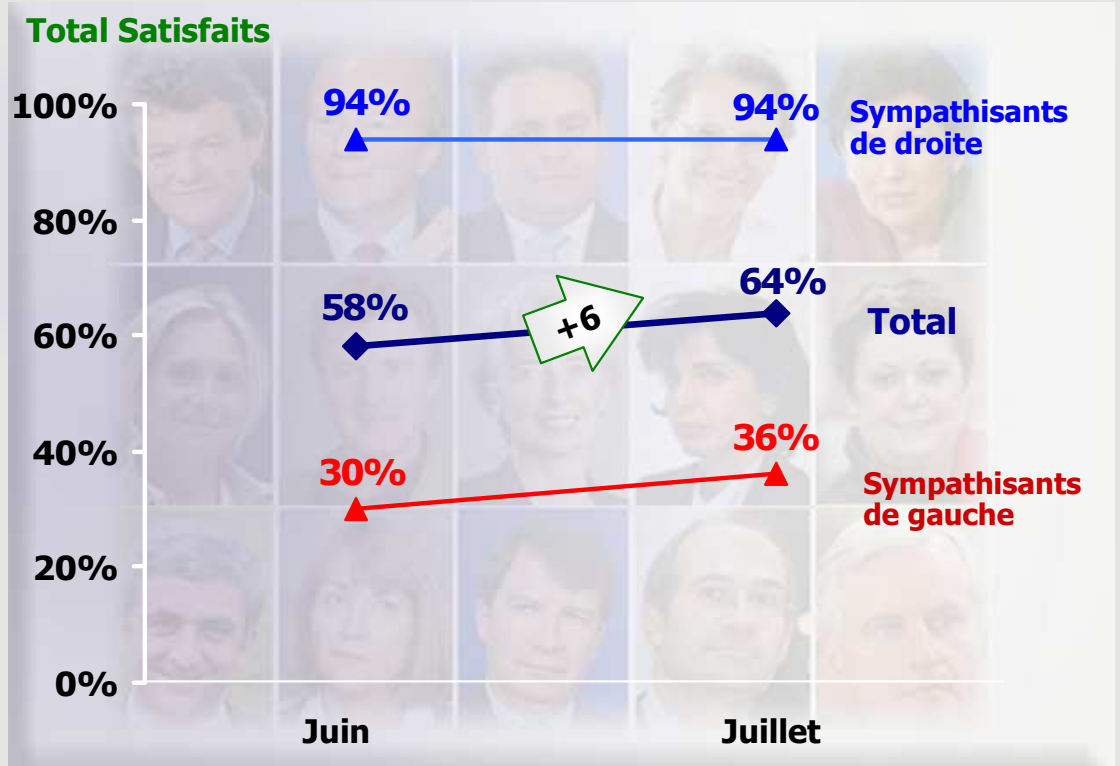 Total Satisfaits
100%
94%
94%
Sympathisants
de droite
80%
58%
+6
64%
Total
60%
40%
30%
36%
Sympathisants
de gauche
20%
0%
Juin
Juillet